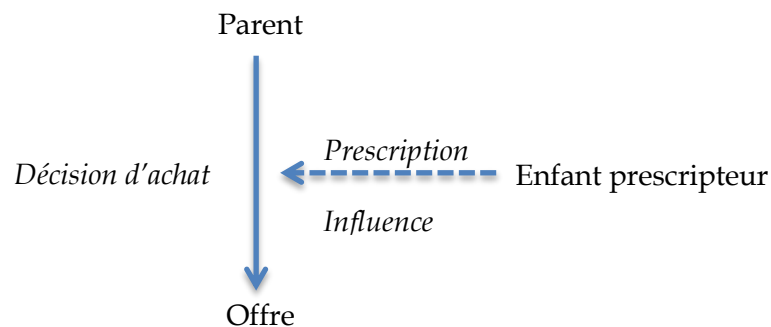 Parent
Prescription
Décision d’achat
Enfant prescripteur
Influence
Offre